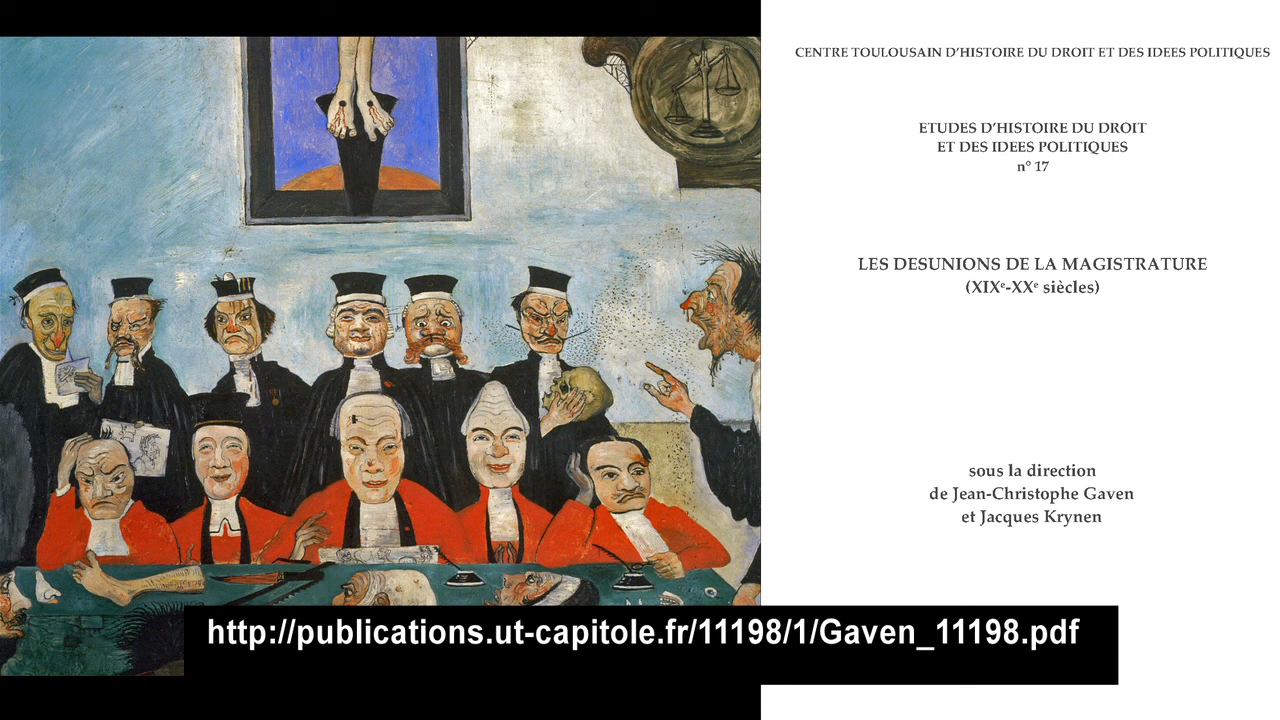 CENTRE TOULOUSAIN D'HISTOIRE DU DROIT ET DES IDEES POLITIQUES
ETUDES D'HISTOIRE DU DROIT
ET DES IDEES POLITIQUES
n° 17
LES DESUNIONS DE LA MAGISTRATURE
(XIXe-XXe siècles)
sous la direction
de Jean-Christophe Gaven
et Jacques Krynen
http://publications.ut-capitole.fr/11198/1/Gaven_11198.pdf